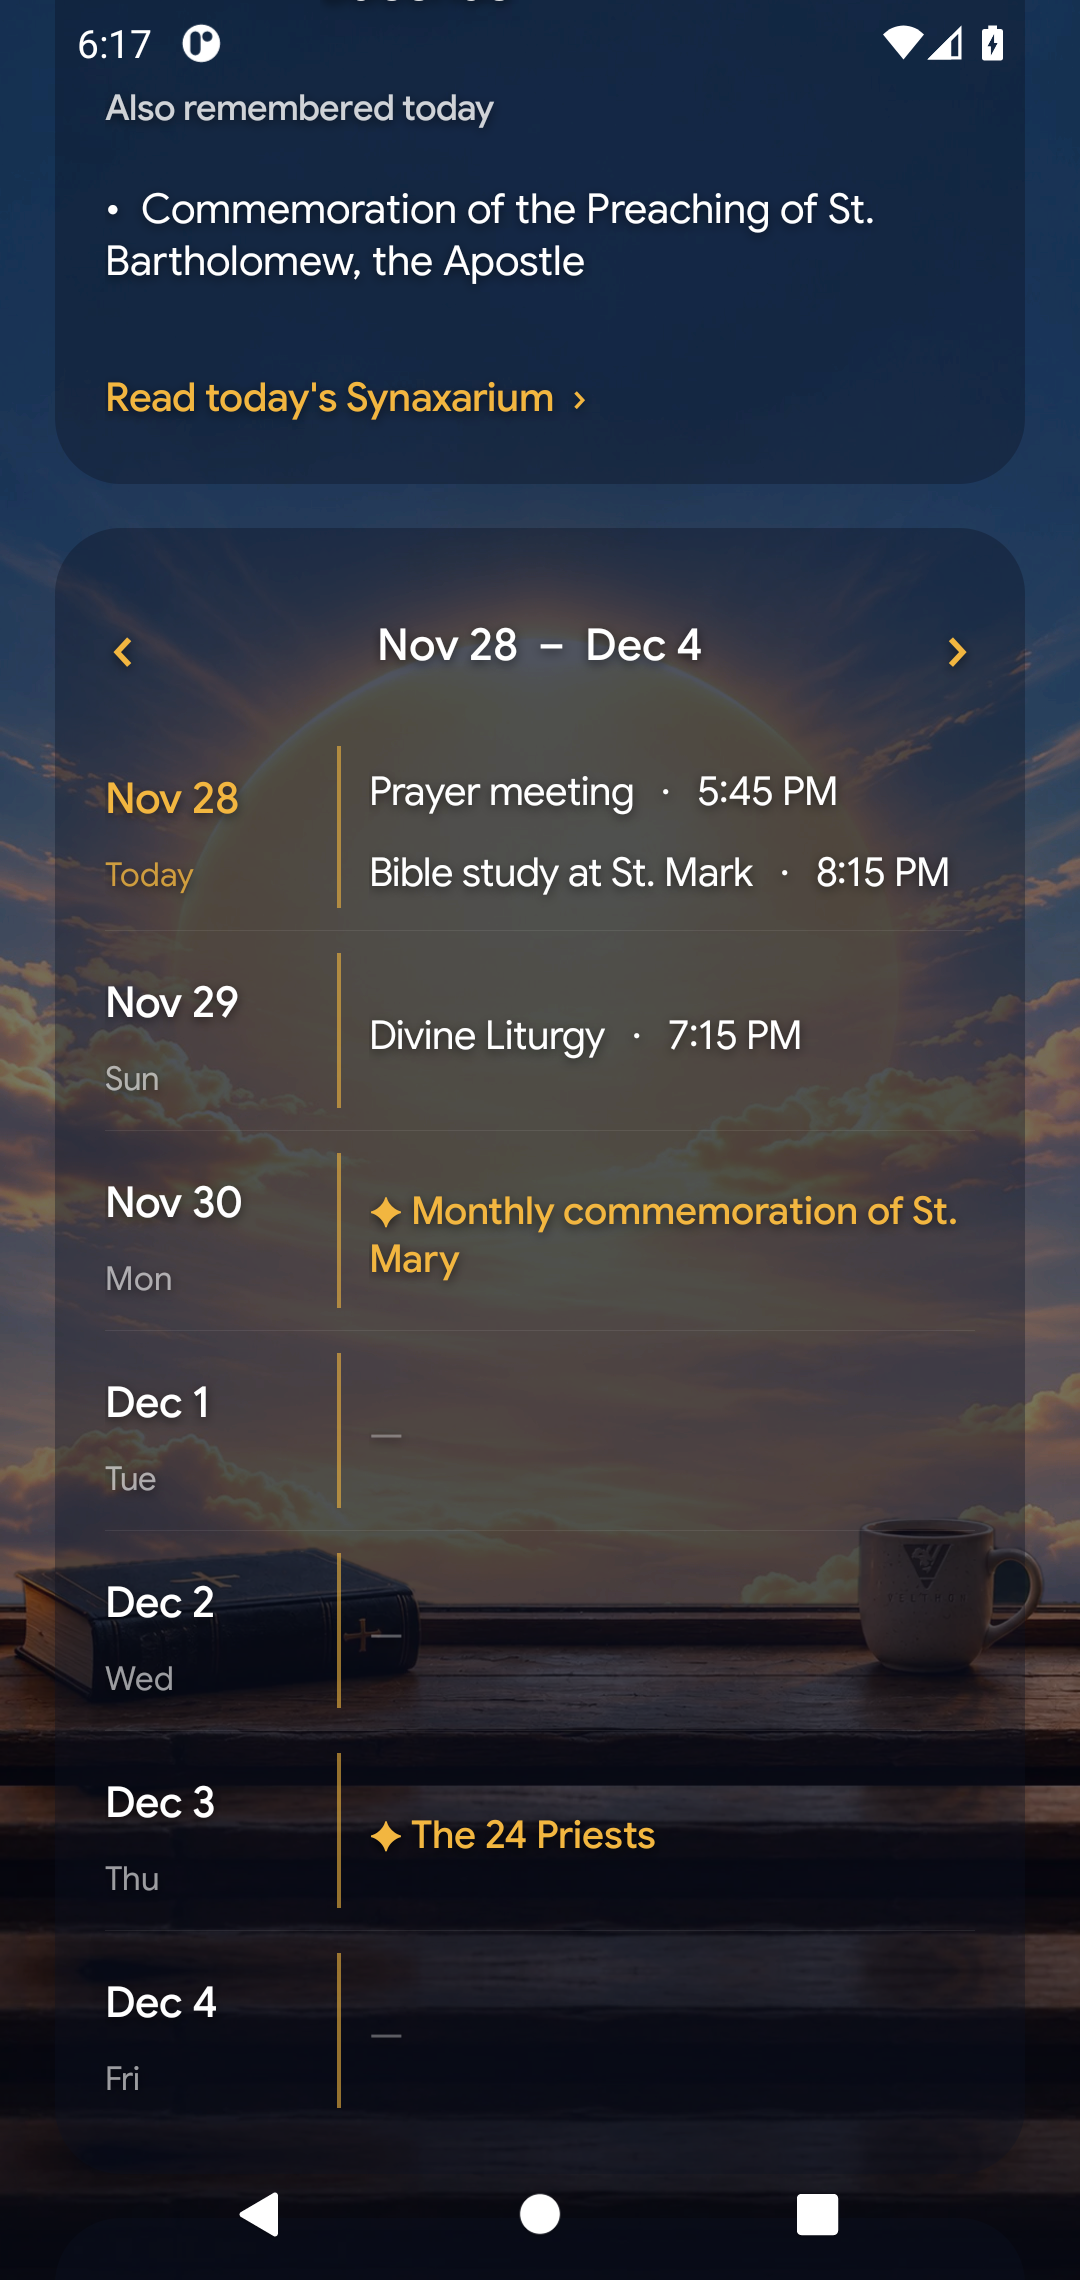 6:17
Also remembered today
• Commemoration of the Preaching of St.
Bartholomew, the Apostle
Read today's Synaxarium ›
Nov 28 – Dec 4
Nov 28
Today
Prayer meeting · 5:45 PM
Bible study at St. Mark · 8:15 PM
Nov 29
Sun
Divine Liturgy · 7:15 PM
Nov 30
Mon
✦ Monthly commemoration of St.
Mary
Dec 1
Tue
—
Dec 2
Wed
—
Dec 3
Thu
✦ The 24 Priests
Dec 4
Fri
—